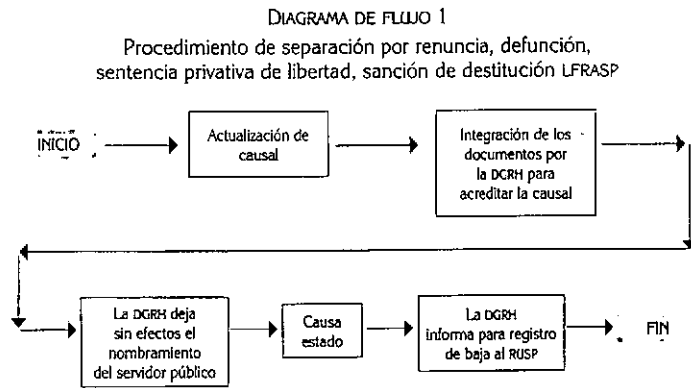 DIAGRAMA DE FLUJO 1
Procedimiento de separación por renuncia, defunción,
sentencia privativa de libertad, sanción de destitución LFRASP
INICIO
Actualización de
causal
Integración de los
documentos por
la DGRH para
acreditar la causal
La DGRH deja
sin efectos el
nombramiento
del servidor público
Causa
estado
La DGRH
informa para registro
de baja al RUSP
FIN